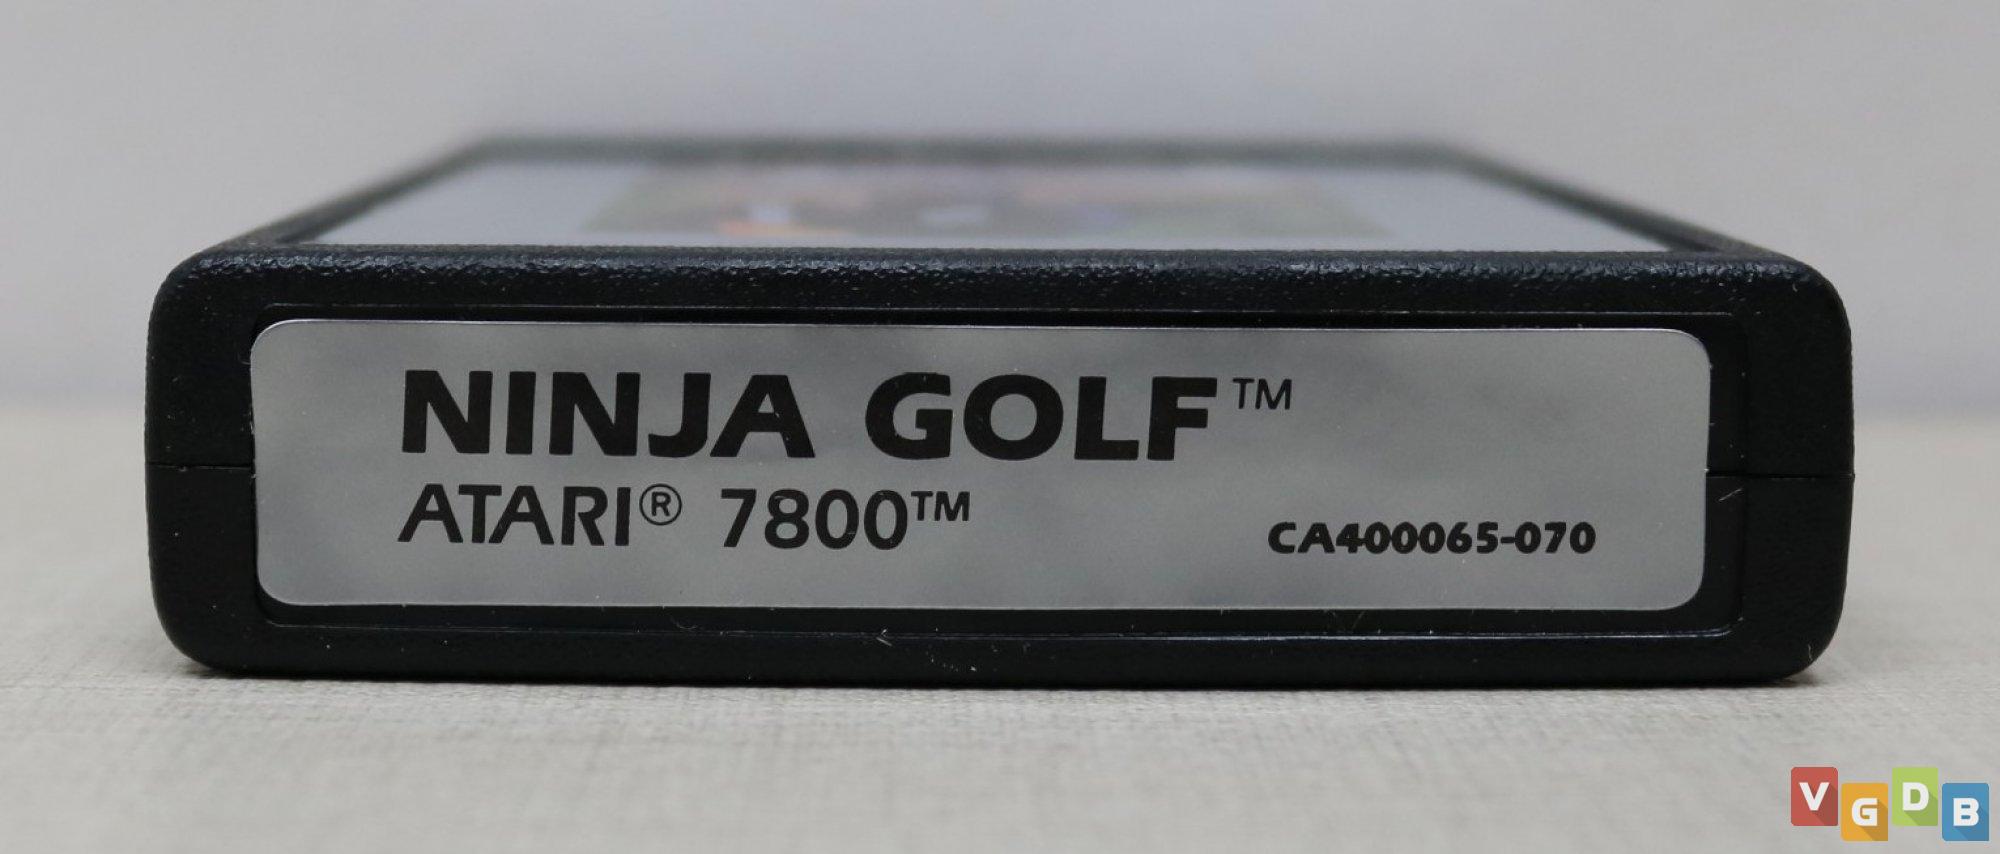 NINJA GOLF™
ATARI® 7800™
CA400065-070
VGDB